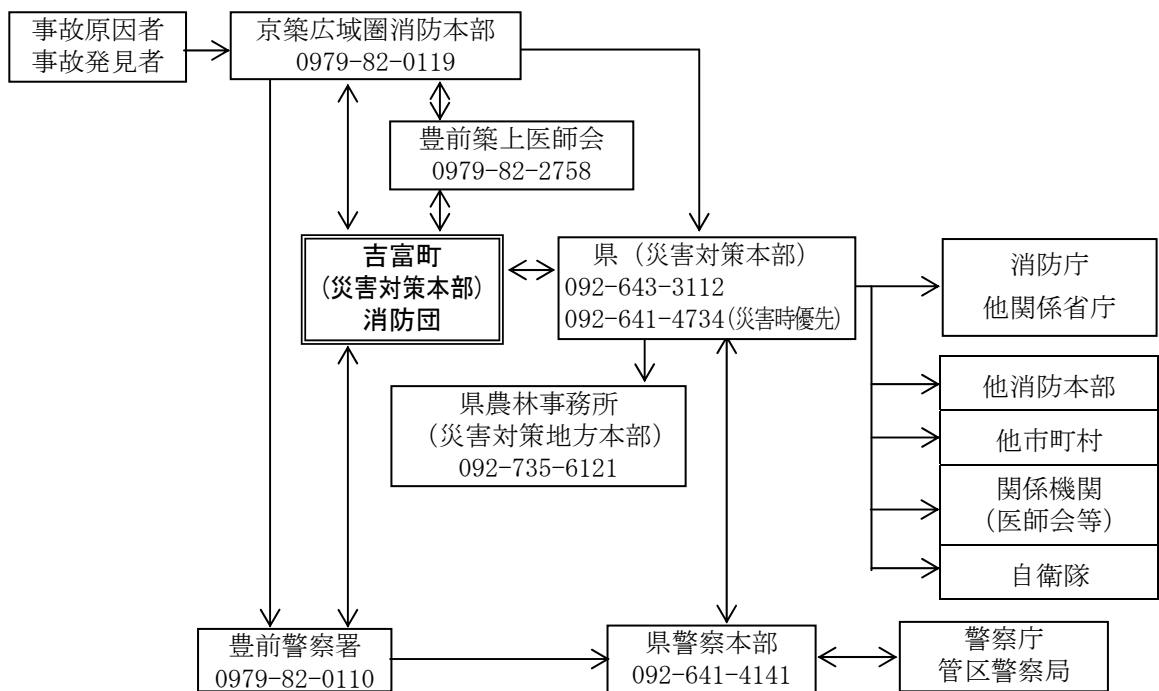 事故原因者
事故発見者
京築広域圏消防本部
0979-82-0119
豊前築上医師会
0979-82-2758
吉富町
(災害対策本部)
消防団
県（災害対策本部）
092-643-3112
092-641-4734(災害時優先)
消防庁
他関係省庁
県農林事務所
（災害対策地方本部）
092-735-6121
他消防本部
他市町村
関係機関
（医師会等）
自衛隊
豊前警察署
0979-82-0110
県警察本部
092-641-4141
警察庁
管区警察局